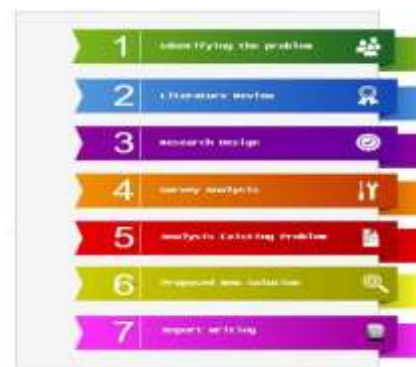 1 Identifying the problem
2 Literature Review
3 Research Design
4 Survey Analysis
5 Analysis Existing Problem
6 Proposed New Solution
7 Report writing